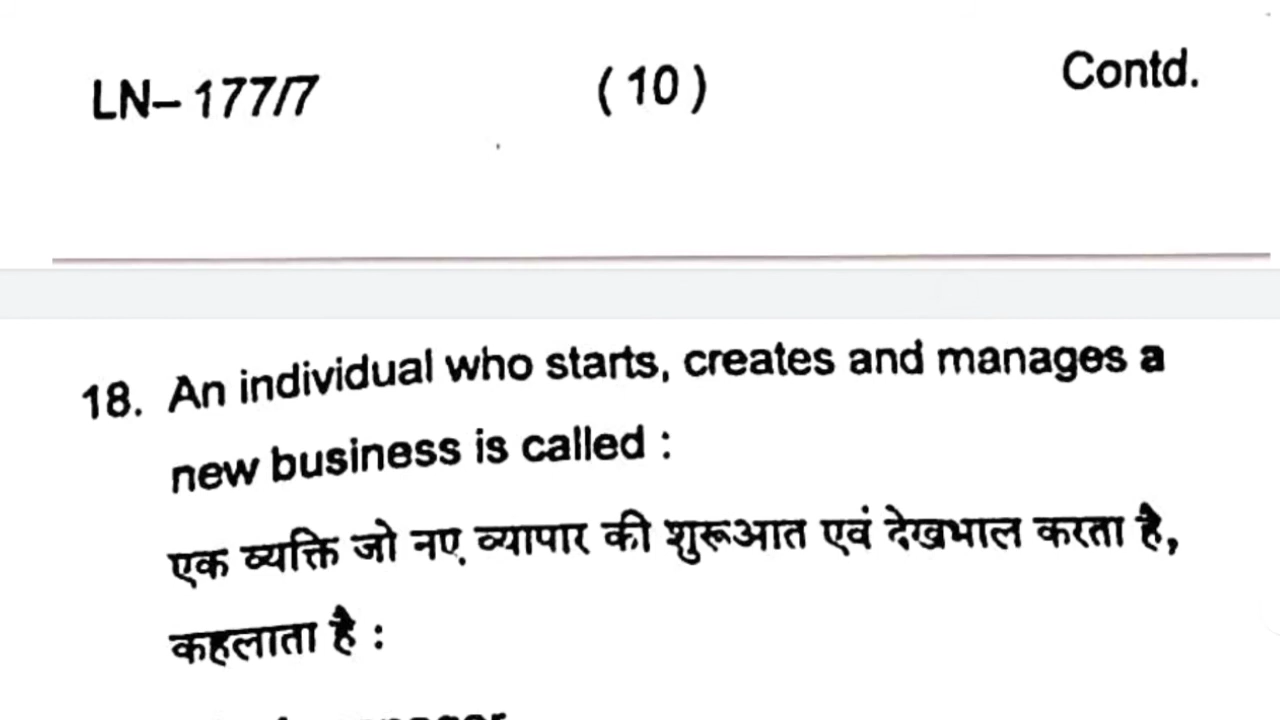 LN–177/7 (10) Contd.
18. An individual who starts, creates and manages a
new business is called :
एक व्यक्ति जो नए व्यापार की शुरूआत एवं देखभाल करता है,
कहलाता है :